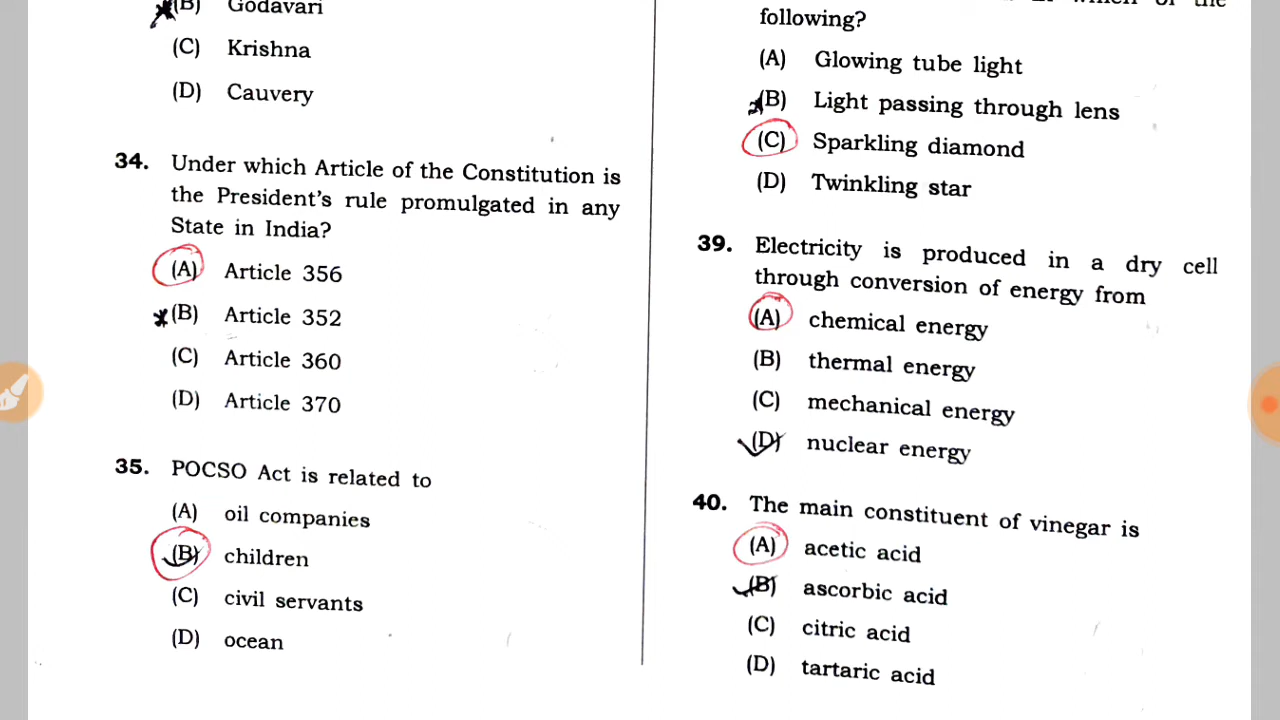 (B) Godavari
(C) Krishna
(D) Cauvery
34. Under which Article of the Constitution is
the President's rule promulgated in any
State in India?
(A) Article 356
(B) Article 352
(C) Article 360
(D) Article 370
35. POCSO Act is related to
(A) oil companies
(B) children
(C) civil servants
(D) ocean
which of the
following?
(A) Glowing tube light
(B) Light passing through lens
(C) Sparkling diamond
(D) Twinkling star
39. Electricity is produced in a dry cell
through conversion of energy from
(A) chemical energy
(B) thermal energy
(C) mechanical energy
(D) nuclear energy
40. The main constituent of vinegar is
(A) acetic acid
(B) ascorbic acid
(C) citric acid
(D) tartaric acid